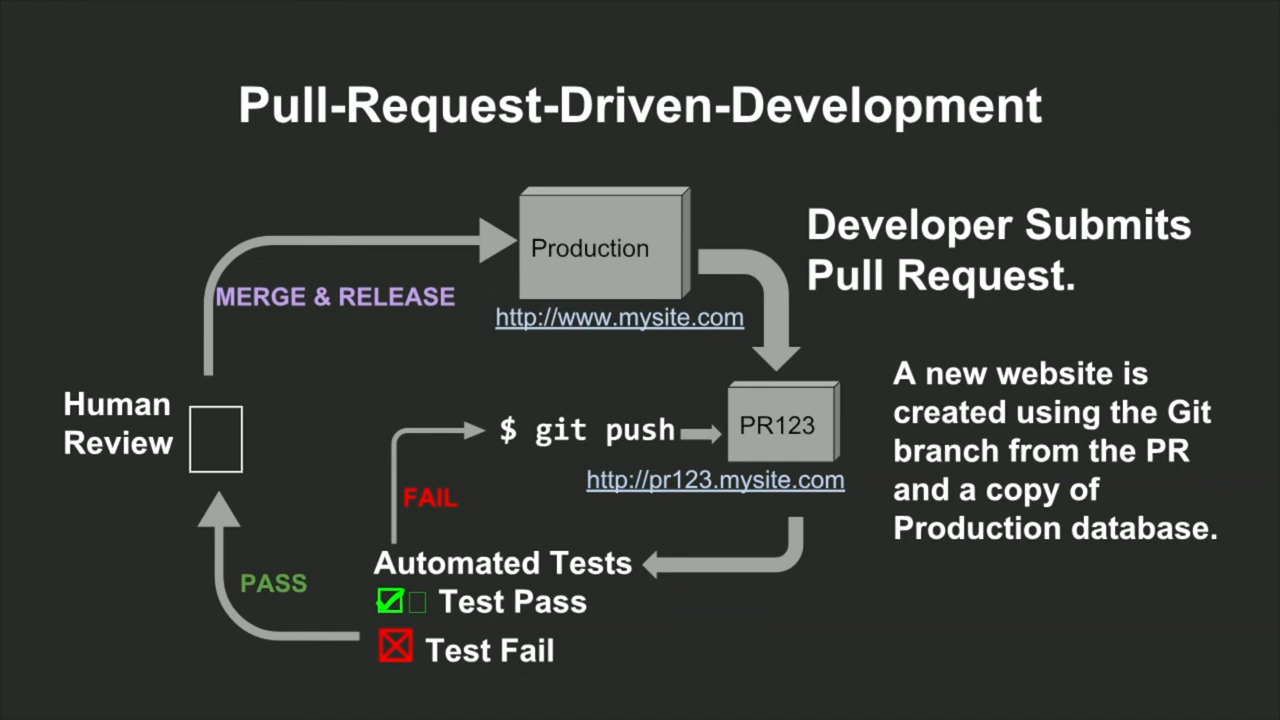 Pull-Request-Driven-Development
Production
http://www.mysite.com
Developer Submits
Pull Request.
MERGE & RELEASE
A new website is
created using the Git
branch from the PR
and a copy of
Production database.
Human
Review
$ git push
PR123
http://pr123.mysite.com
FAIL
Automated Tests
Test Pass
Test Fail
PASS